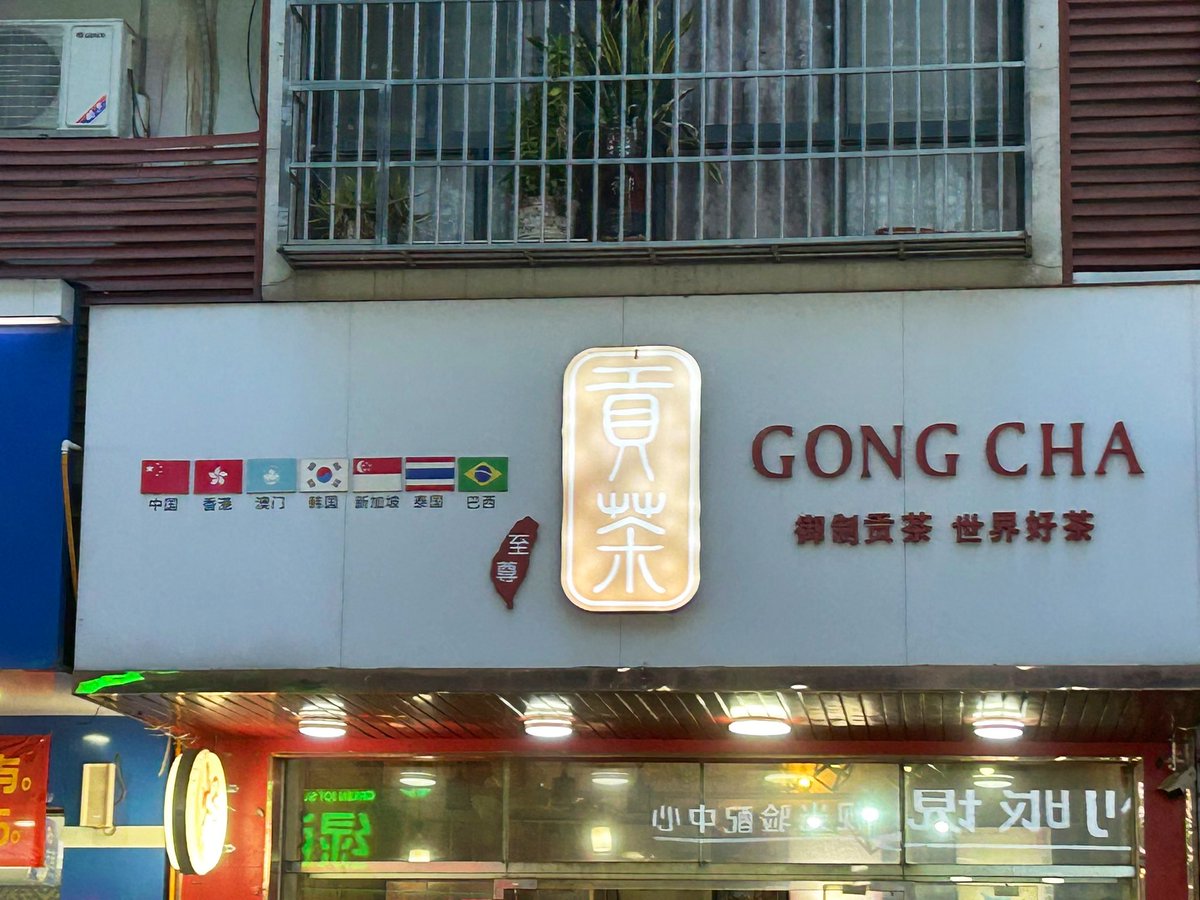 中国 香港 澳门 韩国 新加坡 泰国 巴西
至尊
貢茶
GONG CHA
御制贡茶 世界好茶